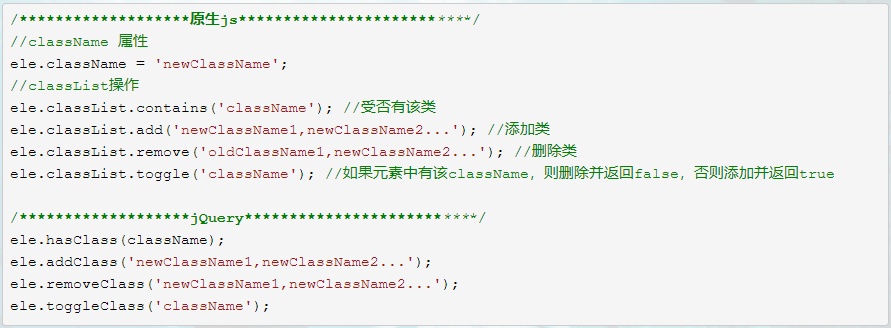 /*******************原生js**************************/
//className 属性
ele.className = 'newClassName';
//classList操作
ele.classList.contains('className'); //受否有该类
ele.classList.add('newClassName1,newClassName2...'); //添加类
ele.classList.remove('oldClassName1,newClassName2...'); //删除类
ele.classList.toggle('className'); //如果元素中有该className，则删除并返回false，否则添加并返回true
/*******************jQuery**************************/
ele.hasClass(className);
ele.addClass('newClassName1,newClassName2...');
ele.removeClass('newClassName1,newClassName2...');
ele.toggleClass('className');